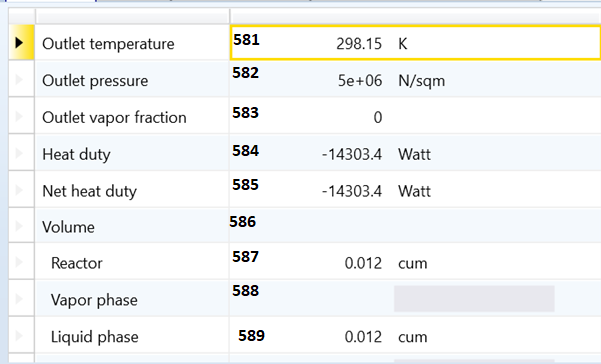 Outlet temperature 581 298.15 K
Outlet pressure 582 5e+06 N/sqm
Outlet vapor fraction 583 0
Heat duty 584 -14303.4 Watt
Net heat duty 585 -14303.4 Watt
Volume 586
Reactor 587 0.012 cum
Vapor phase 588
Liquid phase 589 0.012 cum